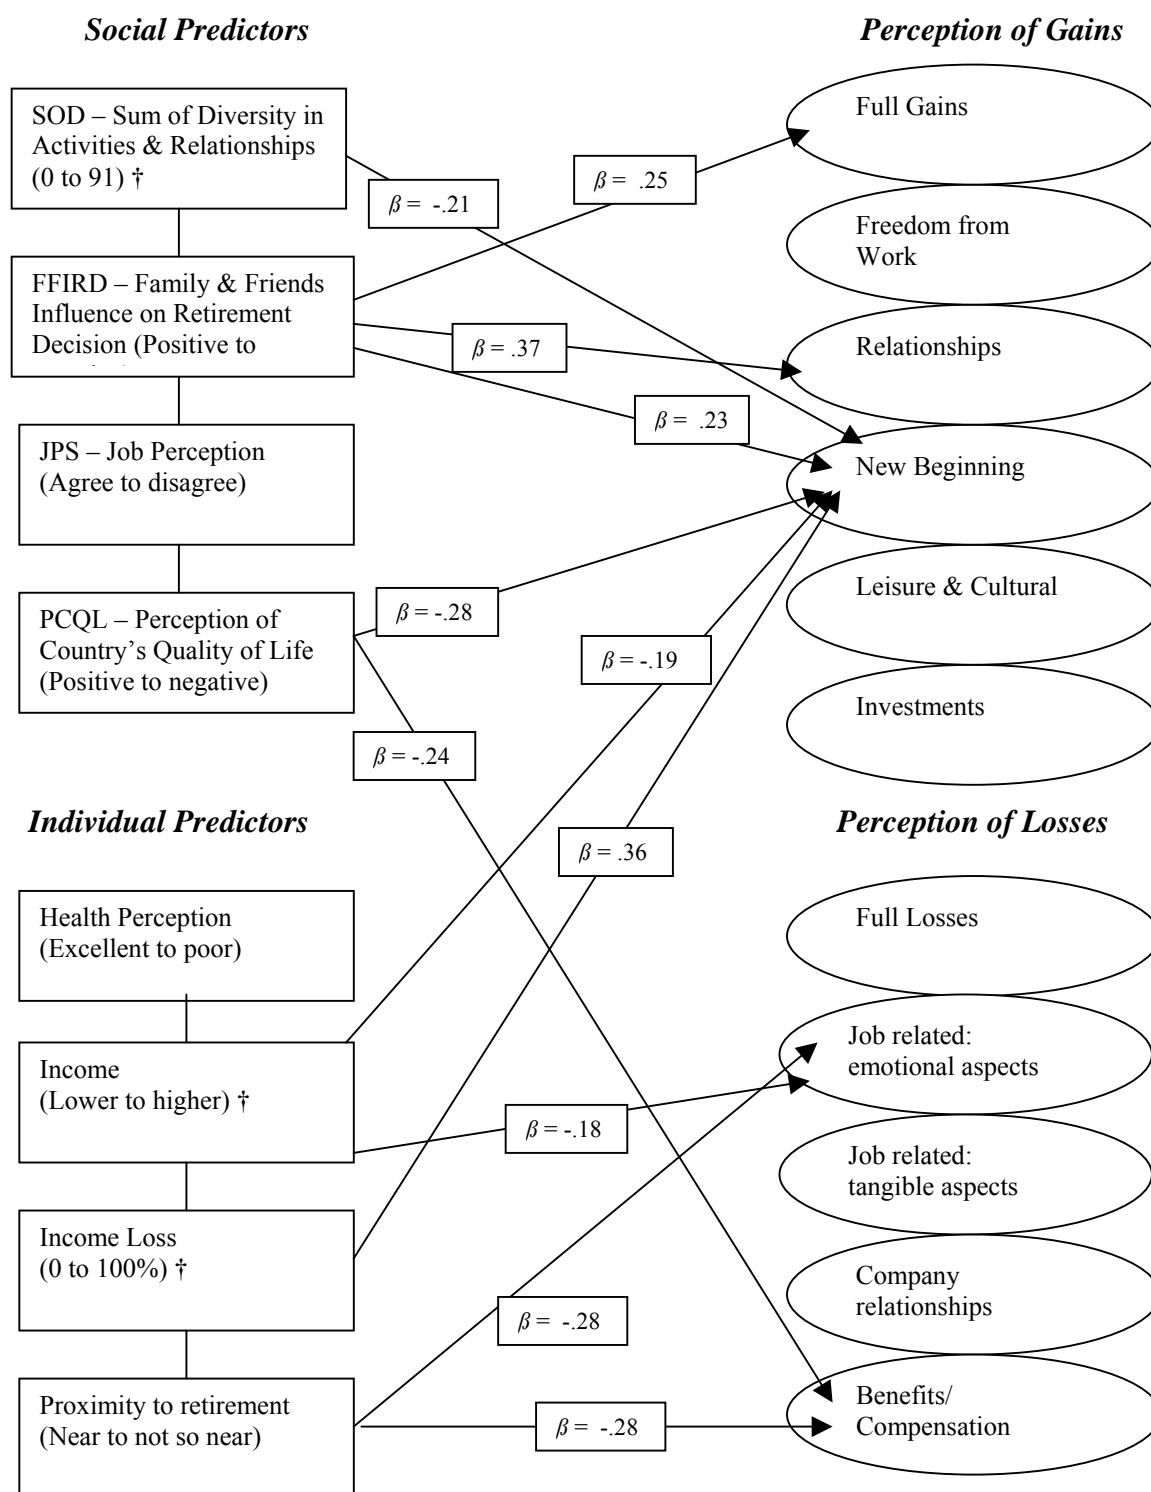 Social Predictors
Perception of Gains
SOD – Sum of Diversity in
Activities & Relationships
(0 to 91) †
FFIRD – Family & Friends
Influence on Retirement
Decision (Positive to
JPS – Job Perception
(Agree to disagree)
PCQL – Perception of
Country's Quality of Life
(Positive to negative)
β = -.21
β = .25
β = .37
β = .23
β = -.28
β = -.24
β = -.19
β = .36
Full Gains
Freedom from
Work
Relationships
New Beginning
Leisure & Cultural
Investments
Individual Predictors
Perception of Losses
Health Perception
(Excellent to poor)
Income
(Lower to higher) †
Income Loss
(0 to 100%) †
Proximity to retirement
(Near to not so near)
β = -.18
β = -.28
β = -.28
Full Losses
Job related:
emotional aspects
Job related:
tangible aspects
Company
relationships
Benefits/
Compensation